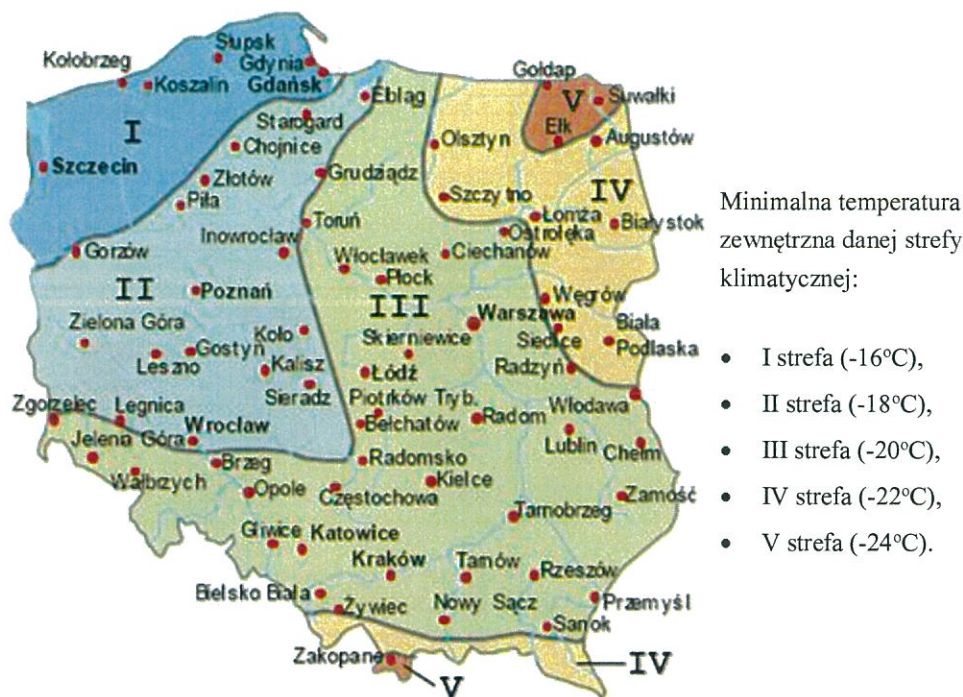 Kołobrzeg
Słupsk
Gdynia
Koszalin
Gdańsk
Elbląg
Gołdap
V
Suwałki
I
Starogard
Ełk
Augustów
Chojnice
Olsztyn
Szczecin
Złotów
Grudziądz
Szczytno
IV
Piła
Toruń
Łomża
Białystok
Inowrocław
Ostrołęka
Gorzów
Włocławek
Ciechanów
II
Poznań
Płock
III
Węgrów
Warszawa
Zielona Góra
Koło
Skierniewice
Siedlce
Biała
Podlaska
Leszno
Gostyń
Kalisz
Łódź
Radzyń
Sieradz
Zgorzelec
Legnica
Piotrków Tryb.
Włodawa
Wrocław
Bełchatów
Radom
Jelena Góra
Lublin
Chełm
Brzeg
Radomsko
Wałbrzych
Opole
Częstochowa
Kielce
Zamość
Tarnobrzeg
Gliwice
Katowice
Kraków
Tarnów
Rzeszów
Bielsko Biała
Żywiec
Nowy Sącz
Przemyśl
Sanok
Zakopane
V
IV
Minimalna temperatura
zewnętrzna danej strefy
klimatycznej:
• I strefa (-16°C),
• II strefa (-18°C),
• III strefa (-20°C),
• IV strefa (-22°C),
• V strefa (-24°C).